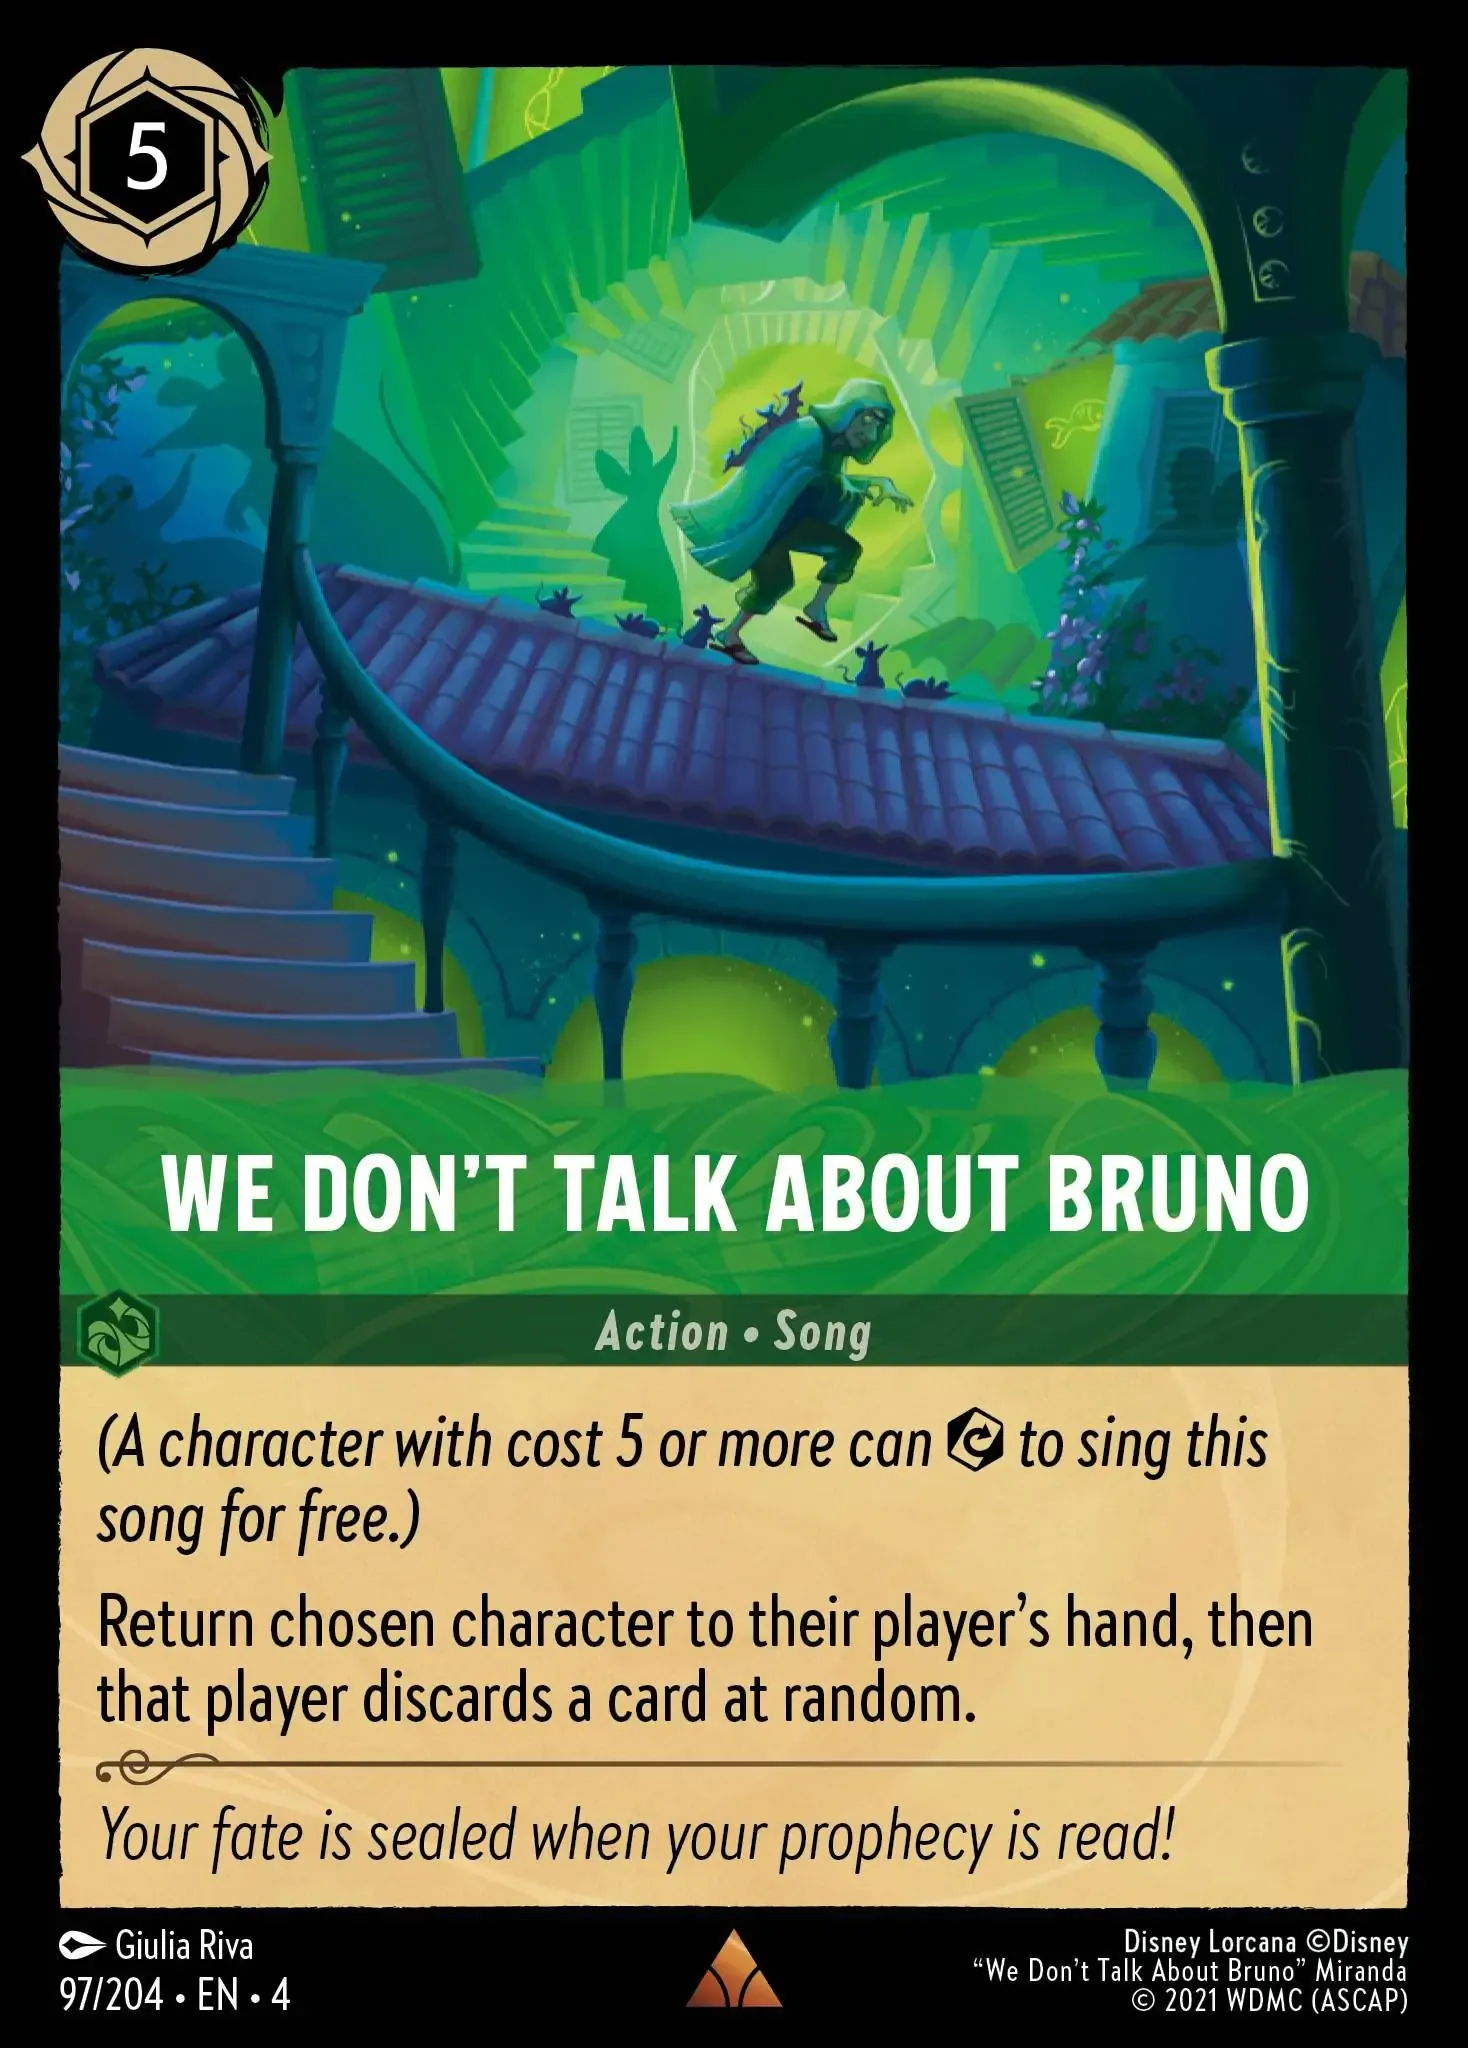 5
WE DON'T TALK ABOUT BRUNO
Action • Song
(A character with cost 5 or more can to sing this
song for free.)
Return chosen character to their player's hand, then
that player discards a card at random.
Your fate is sealed when your prophecy is read!
Giulia Riva
97/204 • EN • 4
Disney Lorcana ©Disney
“We Don't Talk About Bruno” Miranda
© 2021 WDMC (ASCAP)